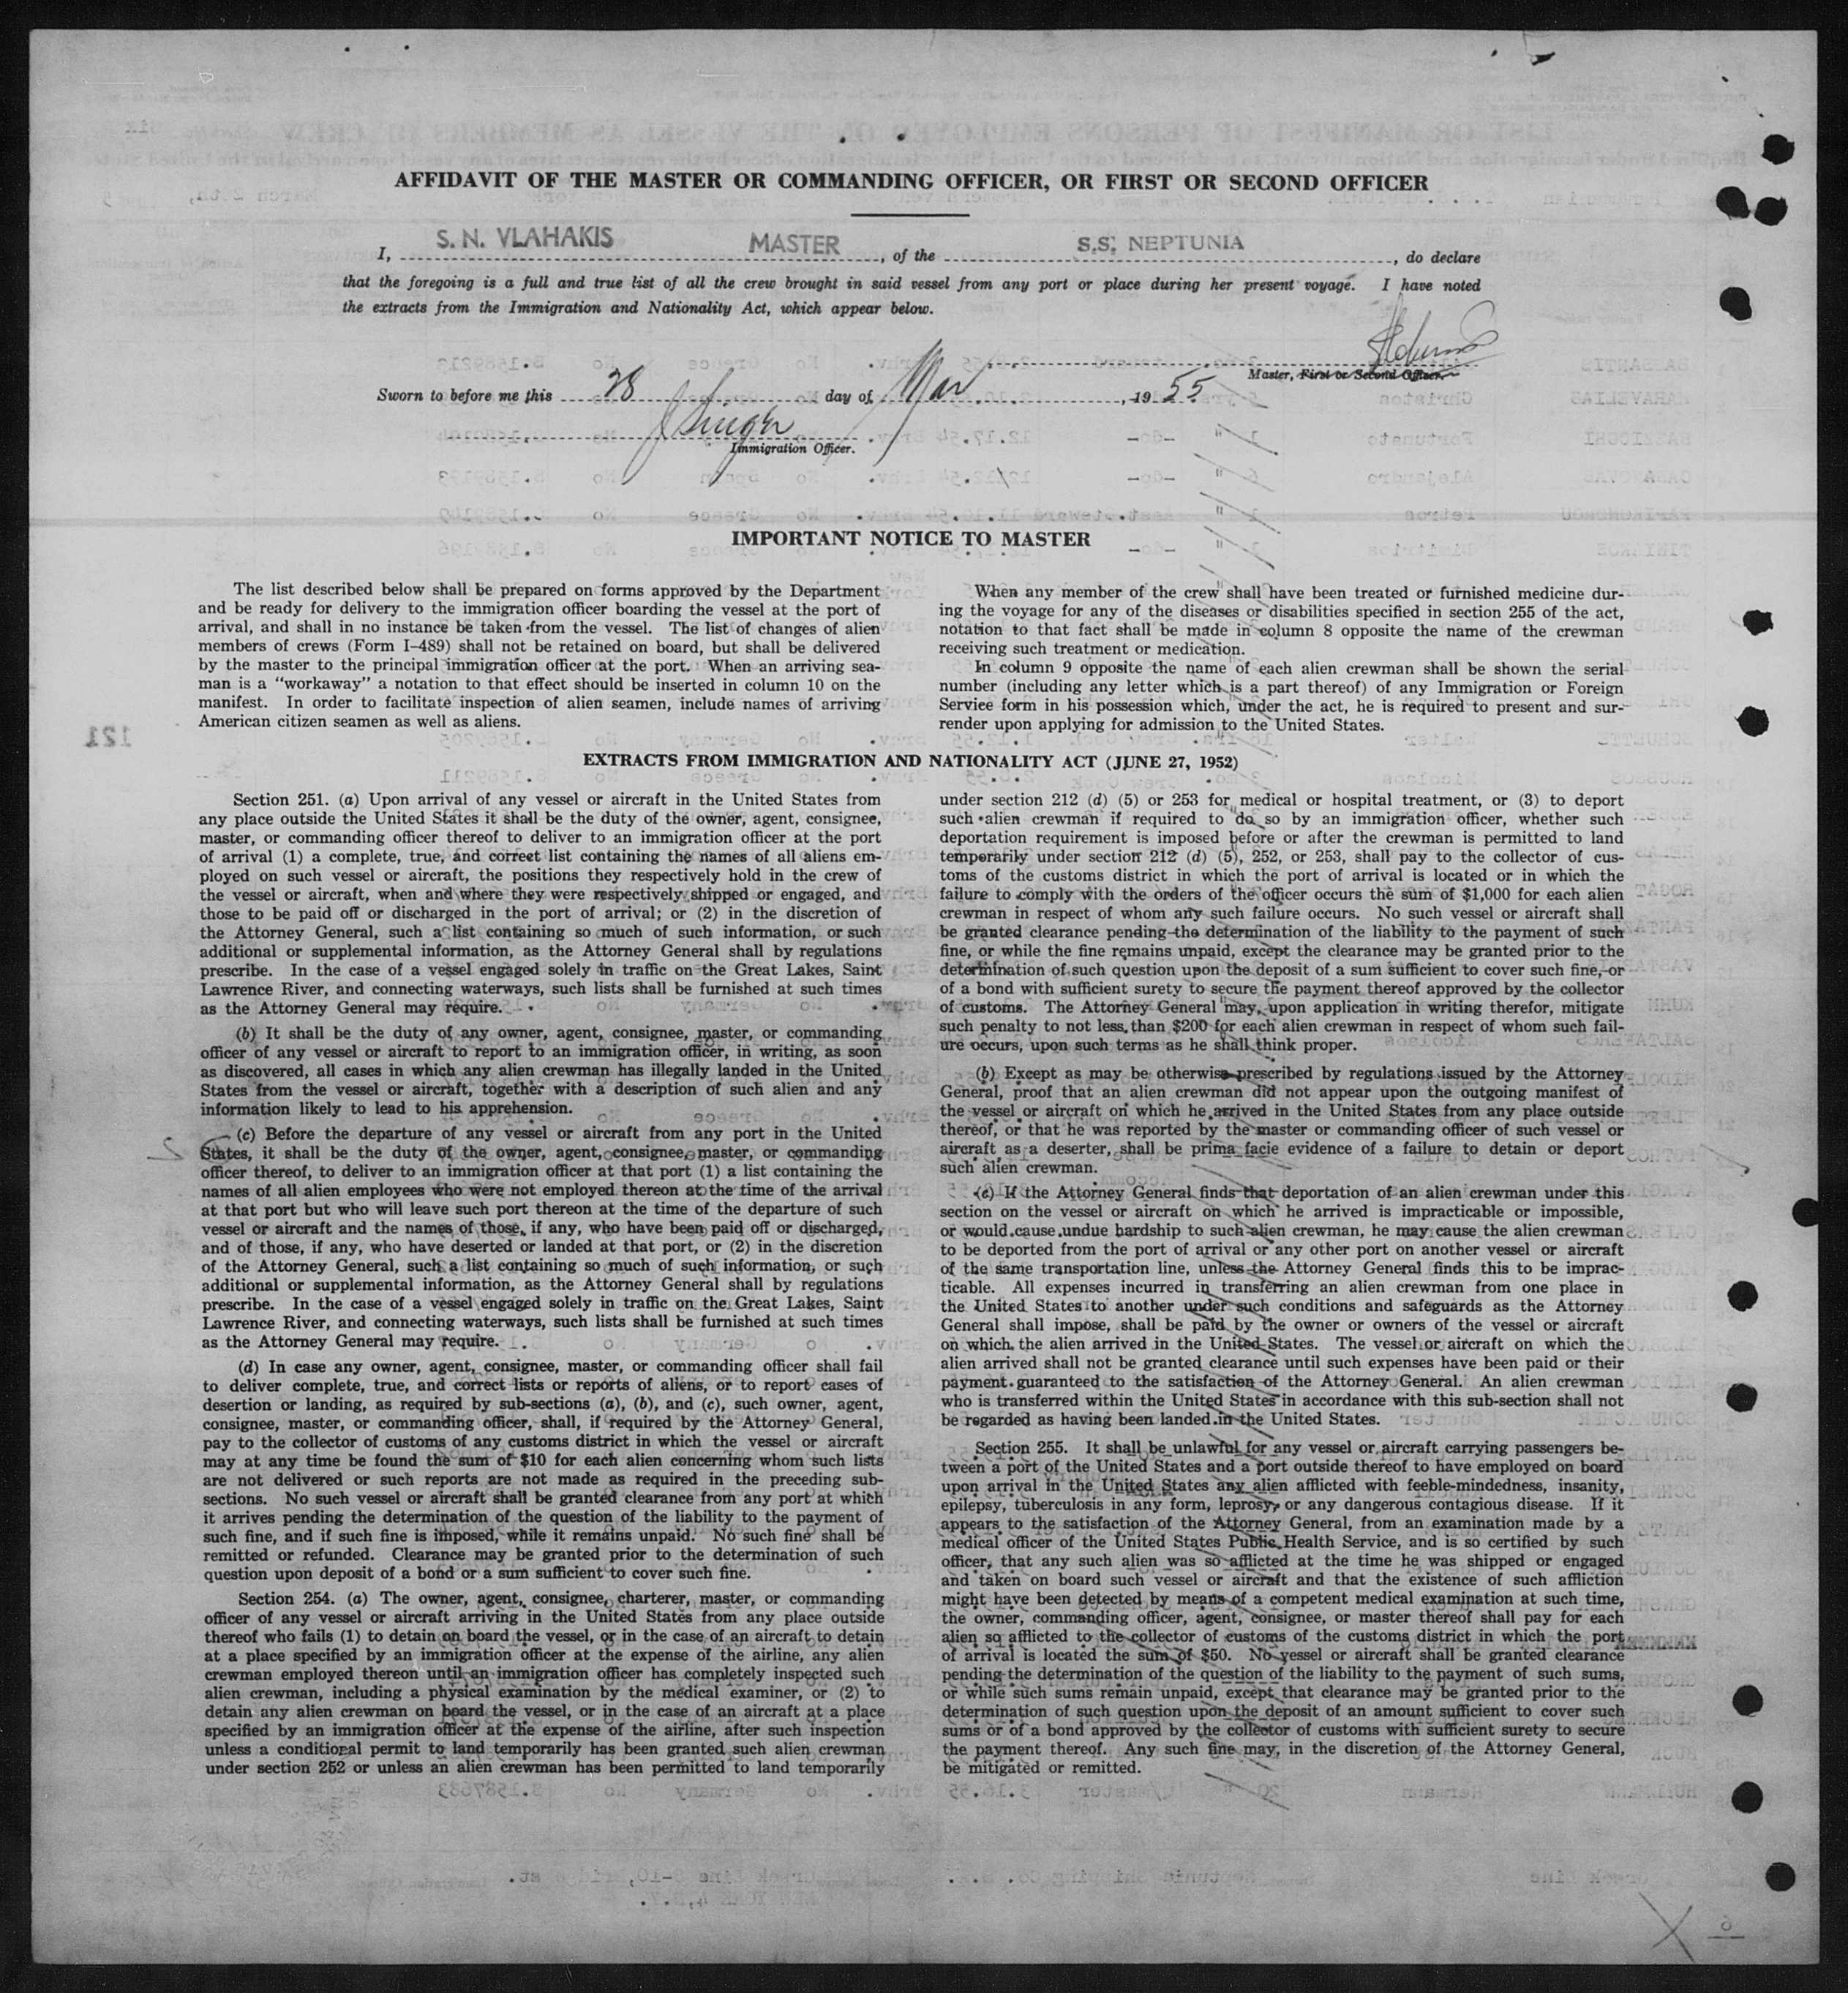 AFFIDAVIT OF THE MASTER OR COMMANDING OFFICER, OR FIRST OR SECOND OFFICER
I, S. N. VLAHAKIS MASTER, of the S.S. NEPTUNIA, do declare
that the foregoing is a full and true list of all the crew brought in said vessel from any port or place during her present voyage. I have noted
the extracts from the Immigration and Nationality Act, which appear below.
Master, First or Second Officer.
Sworn to before me this 28 day of Mar, 1955
J Singer
Immigration Officer.
IMPORTANT NOTICE TO MASTER
The list described below shall be prepared on forms approved by the Department
and be ready for delivery to the immigration officer boarding the vessel at the port of
arrival, and shall in no instance be taken from the vessel. The list of changes of alien
members of crews (Form I-489) shall not be retained on board, but shall be delivered
by the master to the principal immigration officer at the port. When an arriving sea-
man is a "workaway" a notation to that effect should be inserted in column 10 on the
manifest. In order to facilitate inspection of alien seamen, include names of arriving
American citizen seamen as well as aliens.
When any member of the crew shall have been treated or furnished medicine dur-
ing the voyage for any of the diseases or disabilities specified in section 255 of the act,
notation to that fact shall be made in column 8 opposite the name of the crewman
receiving such treatment or medication.
In column 9 opposite the name of each alien crewman shall be shown the serial
number (including any letter which is a part thereof) of any Immigration or Foreign
Service form in his possession which, under the act, he is required to present and sur-
render upon applying for admission to the United States.
121
EXTRACTS FROM IMMIGRATION AND NATIONALITY ACT (JUNE 27, 1952)
Section 251. (a) Upon arrival of any vessel or aircraft in the United States from
any place outside the United States it shall be the duty of the owner, agent, consignee,
master, or commanding officer thereof to deliver to an immigration officer at the port
of arrival (1) a complete, true, and correct list containing the names of all aliens em-
ployed on such vessel or aircraft, the positions they respectively hold in the crew of
the vessel or aircraft, when and where they were respectively shipped or engaged, and
those to be paid off or discharged in the port of arrival; or (2) in the discretion of
the Attorney General, such a list containing so much of such information, or such
additional or supplemental information, as the Attorney General shall by regulations
prescribe. In the case of a vessel engaged solely in traffic on the Great Lakes, Saint
Lawrence River, and connecting waterways, such lists shall be furnished at such times
as the Attorney General may require.
(b) It shall be the duty of any owner, agent, consignee, master, or commanding
officer of any vessel or aircraft to report to an immigration officer, in writing, as soon
as discovered, all cases in which any alien crewman has illegally landed in the United
States from the vessel or aircraft, together with a description of such alien and any
information likely to lead to his apprehension.
(c) Before the departure of any vessel or aircraft from any port in the United
States, it shall be the duty of the owner, agent, consignee, master, or commanding
officer thereof, to deliver to an immigration officer at that port (1) a list containing the
names of all alien employees who were not employed thereon at the time of the arrival
at that port but who will leave such port thereon at the time of the departure of such
vessel or aircraft and the names of those, if any, who have been paid off or discharged,
and of those, if any, who have deserted or landed at that port, or (2) in the discretion
of the Attorney General, such a list containing so much of such information, or such
additional or supplemental information, as the Attorney General shall by regulations
prescribe. In the case of a vessel engaged solely in traffic on the Great Lakes, Saint
Lawrence River, and connecting waterways, such lists shall be furnished at such times
as the Attorney General may require.
(d) In case any owner, agent, consignee, master, or commanding officer shall fail
to deliver complete, true, and correct lists or reports of aliens, or to report cases of
desertion or landing, as required by sub-sections (a), (b), and (c), such owner, agent,
consignee, master, or commanding officer, shall, if required by the Attorney General,
pay to the collector of customs of any customs district in which the vessel or aircraft
may at any time be found the sum of $10 for each alien concerning whom such lists
are not delivered or such reports are not made as required in the preceding sub-
sections. No such vessel or aircraft shall be granted clearance from any port at which
it arrives pending the determination of the question of the liability to the payment of
such fine, and if such fine is imposed, while it remains unpaid. No such fine shall be
remitted or refunded. Clearance may be granted prior to the determination of such
question upon deposit of a bond or a sum sufficient to cover such fine.
Section 254. (a) The owner, agent, consignee, charterer, master, or commanding
officer of any vessel or aircraft arriving in the United States from any place outside
thereof who fails (1) to detain on board the vessel, or in the case of an aircraft to detain
at a place specified by an immigration officer at the expense of the airline, any alien
crewman employed thereon until an immigration officer has completely inspected such
alien crewman, including a physical examination by the medical examiner, or (2) to
detain any alien crewman on board the vessel, or in the case of an aircraft at a place
specified by an immigration officer at the expense of the airline, after such inspection
unless a conditional permit to land temporarily has been granted such alien crewman
under section 252 or unless an alien crewman has been permitted to land temporarily
under section 212 (d) (5) or 253 for medical or hospital treatment, or (3) to deport
such alien crewman if required to do so by an immigration officer, whether such
deportation requirement is imposed before or after the crewman is permitted to land
temporarily under section 212 (d) (5), 252, or 253, shall pay to the collector of cus-
toms of the customs district in which the port of arrival is located or in which the
failure to comply with the orders of the officer occurs the sum of $1,000 for each alien
crewman in respect of whom any such failure occurs. No such vessel or aircraft shall
be granted clearance pending the determination of the liability to the payment of such
fine, or while the fine remains unpaid, except the clearance may be granted prior to the
determination of such question upon the deposit of a sum sufficient to cover such fine, or
of a bond with sufficient surety to secure the payment thereof approved by the collector
of customs. The Attorney General may, upon application in writing therefor, mitigate
such penalty to not less than $200 for each alien crewman in respect of whom such fail-
ure occurs, upon such terms as he shall think proper.
(b) Except as may be otherwise prescribed by regulations issued by the Attorney
General, proof that an alien crewman did not appear upon the outgoing manifest of
the vessel or aircraft on which he arrived in the United States from any place outside
thereof, or that he was reported by the master or commanding officer of such vessel or
aircraft as a deserter, shall be prima facie evidence of a failure to detain or deport
such alien crewman.
(c) If the Attorney General finds that deportation of an alien crewman under this
section on the vessel or aircraft on which he arrived is impracticable or impossible,
or would cause undue hardship to such alien crewman, he may cause the alien crewman
to be deported from the port of arrival or any other port on another vessel or aircraft
of the same transportation line, unless the Attorney General finds this to be imprac-
ticable. All expenses incurred in transferring an alien crewman from one place in
the United States to another under such conditions and safeguards as the Attorney
General shall impose, shall be paid by the owner or owners of the vessel or aircraft
on which the alien arrived in the United States. The vessel or aircraft on which the
alien arrived shall not be granted clearance until such expenses have been paid or their
payment guaranteed to the satisfaction of the Attorney General. An alien crewman
who is transferred within the United States in accordance with this sub-section shall not
be regarded as having been landed in the United States.
Section 255. It shall be unlawful for any vessel or aircraft carrying passengers be-
tween a port of the United States and a port outside thereof to have employed on board
upon arrival in the United States any alien afflicted with feeble-mindedness, insanity,
epilepsy, tuberculosis in any form, leprosy, or any dangerous contagious disease. If it
appears to the satisfaction of the Attorney General, from an examination made by a
medical officer of the United States Public Health Service, and is so certified by such
officer, that any such alien was so afflicted at the time he was shipped or engaged
and taken on board such vessel or aircraft and that the existence of such affliction
might have been detected by means of a competent medical examination at such time,
the owner, commanding officer, agent, consignee, or master thereof shall pay for each
alien so afflicted to the collector of customs of the customs district in which the port
of arrival is located the sum of $50. No vessel or aircraft shall be granted clearance
pending the determination of the question of the liability to the payment of such sums,
or while such sums remain unpaid, except that clearance may be granted prior to the
determination of such question upon the deposit of an amount sufficient to cover such
sums or of a bond approved by the collector of customs with sufficient surety to secure
the payment thereof. Any such fine may, in the discretion of the Attorney General,
be mitigated or remitted.